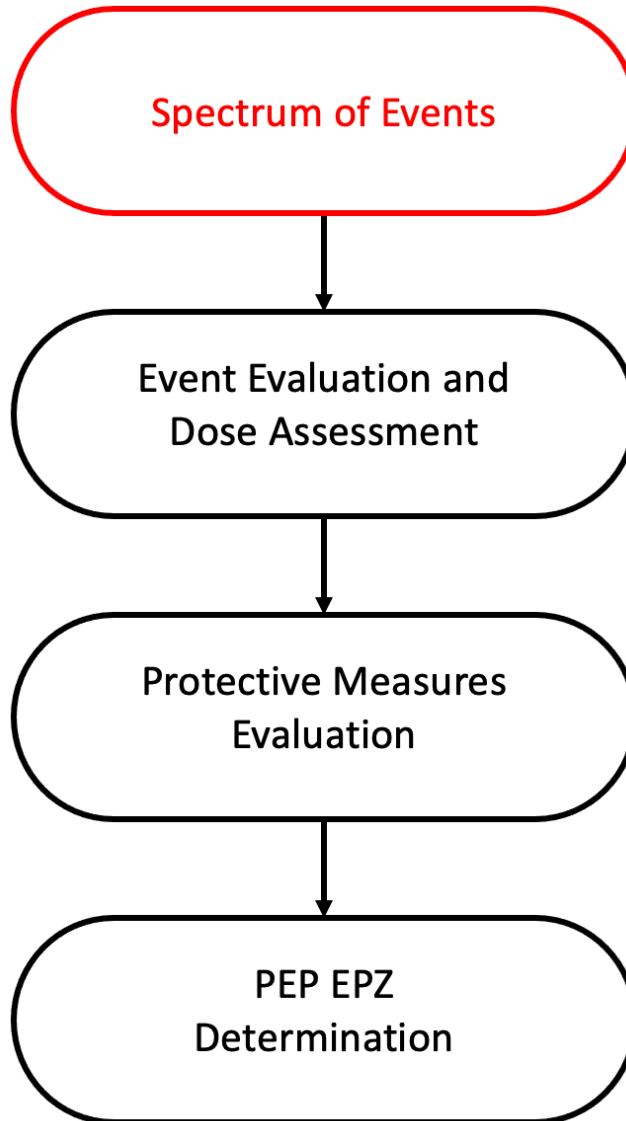 Spectrum of Events
Event Evaluation and
Dose Assessment
Protective Measures
Evaluation
PEP EPZ
Determination